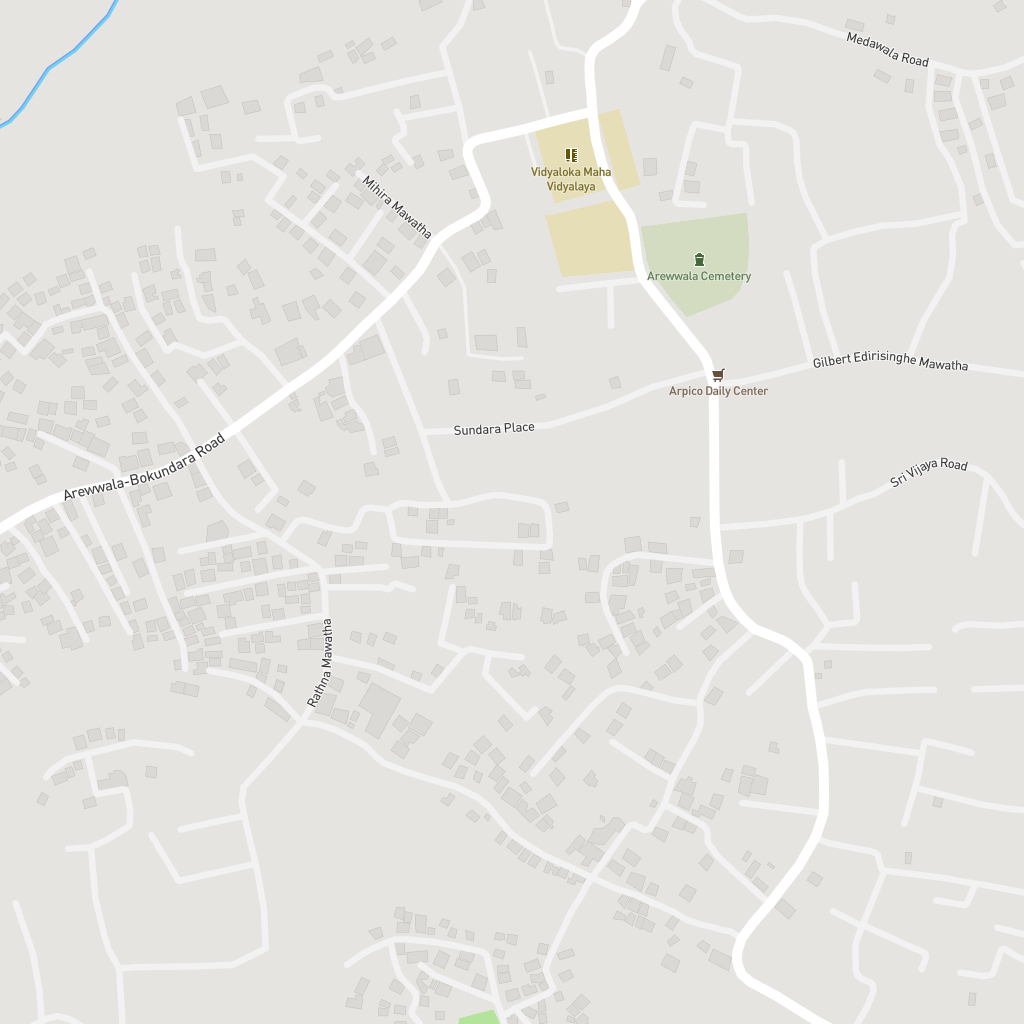 Medawala Road
Vidyaloka Maha
Vidyalaya
Mihira Mawatha
Arewwala Cemetery
Gilbert Edirisinghe Mawatha
Arpico Daily Center
Sundara Place
Arewwala-Bokundara Road
Sri Vijaya Road
Rathna Mawatha